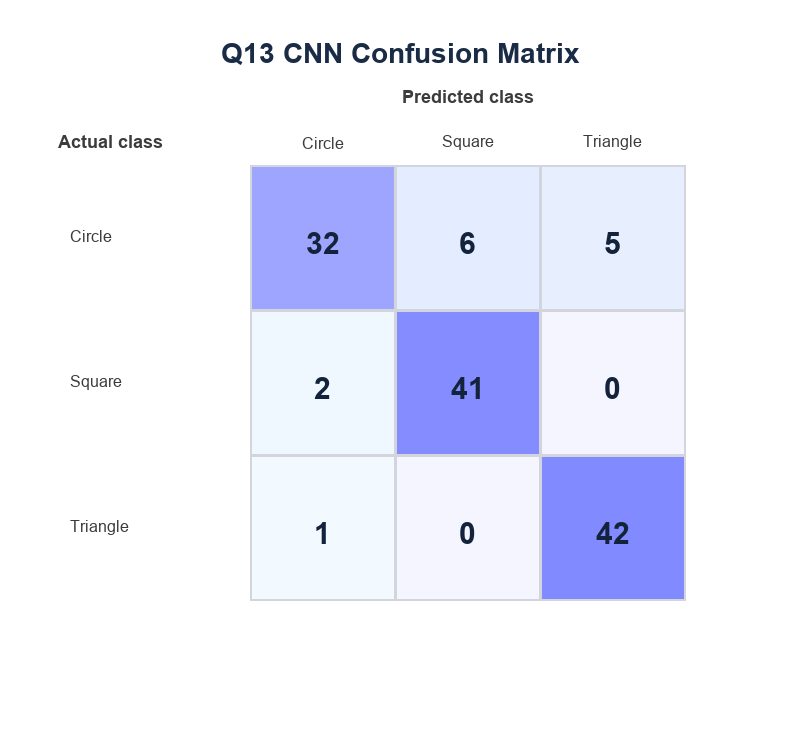 Q13 CNN Confusion Matrix
Predicted class
Actual class
Circle Square Triangle
Circle 32 6 5
Square 2 41 0
Triangle 1 0 42